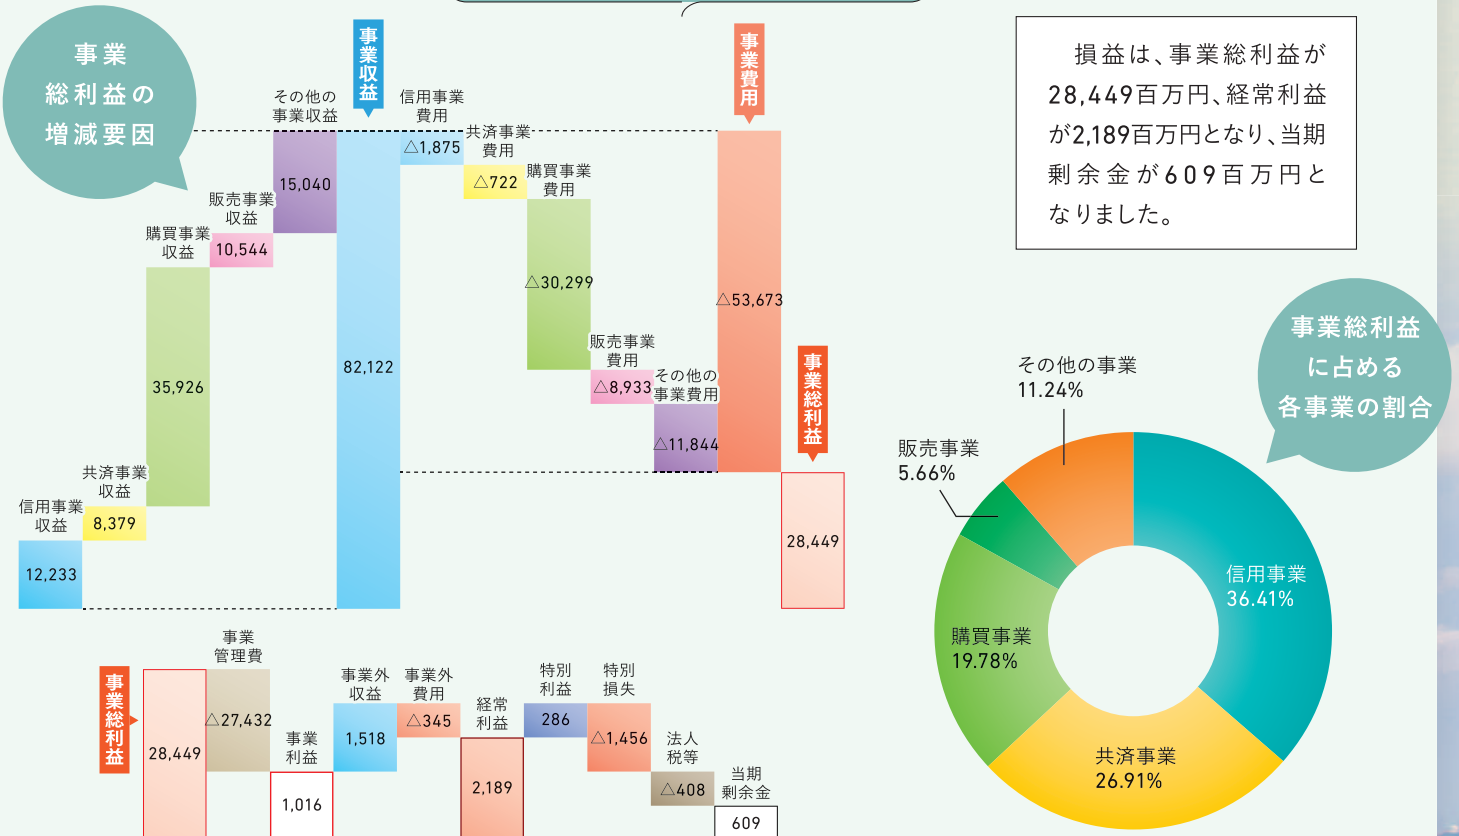 事業
総利益の
増減要因
信用事業
収益
12,233
共済事業
収益
8,379
購買事業
収益
35,926
販売事業
収益
10,544
その他の
事業収益
15,040
事業収益
82,122
信用事業
費用
△1,875
共済事業
費用
△722
購買事業
費用
△30,299
販売事業
費用
△8,933
その他の
事業費用
△11,844
事業費用
△53,673
事業総利益
28,449
損益は、事業総利益が
28,449百万円、経常利益
が2,189百万円となり、当期
剰余金が609百万円と
なりました。
事業総利益
に占める
各事業の割合
その他の事業
11.24%
販売事業
5.66%
購買事業
19.78%
信用事業
36.41%
共済事業
26.91%
事業総利益
28,449
事業
管理費
△27,432
事業
利益
1,016
事業外
収益
1,518
事業外
費用
△345
経常
利益
2,189
特別
利益
286
特別
損失
△1,456
法人
税等
△408
当期
剰余金
609